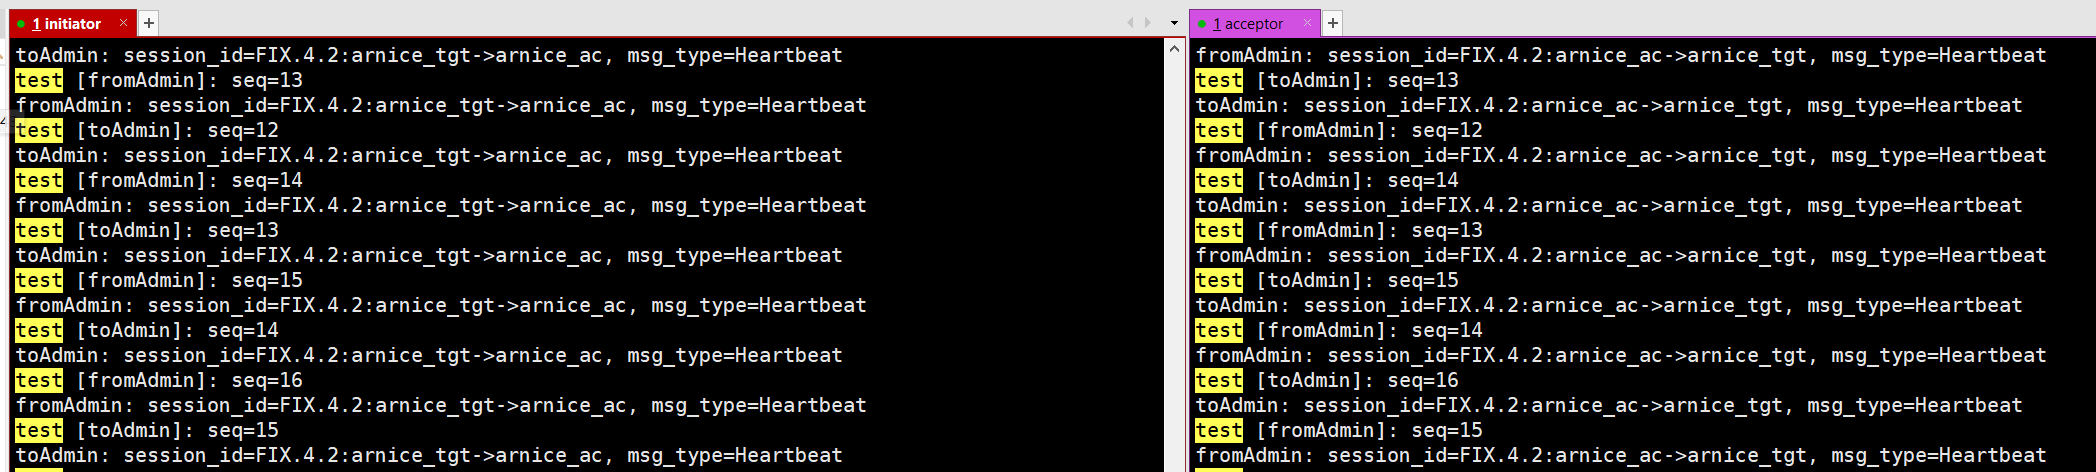 1 initiator
toAdmin: session_id=FIX.4.2:arnice_tgt->arnice_ac, msg_type=Heartbeat
test [fromAdmin]: seq=13
fromAdmin: session_id=FIX.4.2:arnice_tgt->arnice_ac, msg_type=Heartbeat
test [toAdmin]: seq=12
toAdmin: session_id=FIX.4.2:arnice_tgt->arnice_ac, msg_type=Heartbeat
test [fromAdmin]: seq=14
fromAdmin: session_id=FIX.4.2:arnice_tgt->arnice_ac, msg_type=Heartbeat
test [toAdmin]: seq=13
toAdmin: session_id=FIX.4.2:arnice_tgt->arnice_ac, msg_type=Heartbeat
test [fromAdmin]: seq=15
fromAdmin: session_id=FIX.4.2:arnice_tgt->arnice_ac, msg_type=Heartbeat
test [toAdmin]: seq=14
toAdmin: session_id=FIX.4.2:arnice_tgt->arnice_ac, msg_type=Heartbeat
test [fromAdmin]: seq=16
fromAdmin: session_id=FIX.4.2:arnice_tgt->arnice_ac, msg_type=Heartbeat
test [toAdmin]: seq=15
toAdmin: session_id=FIX.4.2:arnice_tgt->arnice_ac, msg_type=Heartbeat
1 acceptor
fromAdmin: session_id=FIX.4.2:arnice_ac->arnice_tgt, msg_type=Heartbeat
test [toAdmin]: seq=13
toAdmin: session_id=FIX.4.2:arnice_ac->arnice_tgt, msg_type=Heartbeat
test [fromAdmin]: seq=12
fromAdmin: session_id=FIX.4.2:arnice_ac->arnice_tgt, msg_type=Heartbeat
test [toAdmin]: seq=14
toAdmin: session_id=FIX.4.2:arnice_ac->arnice_tgt, msg_type=Heartbeat
test [fromAdmin]: seq=13
fromAdmin: session_id=FIX.4.2:arnice_ac->arnice_tgt, msg_type=Heartbeat
test [toAdmin]: seq=15
toAdmin: session_id=FIX.4.2:arnice_ac->arnice_tgt, msg_type=Heartbeat
test [fromAdmin]: seq=14
fromAdmin: session_id=FIX.4.2:arnice_ac->arnice_tgt, msg_type=Heartbeat
test [toAdmin]: seq=16
toAdmin: session_id=FIX.4.2:arnice_ac->arnice_tgt, msg_type=Heartbeat
test [fromAdmin]: seq=15
fromAdmin: session_id=FIX.4.2:arnice_ac->arnice_tgt, msg_type=Heartbeat